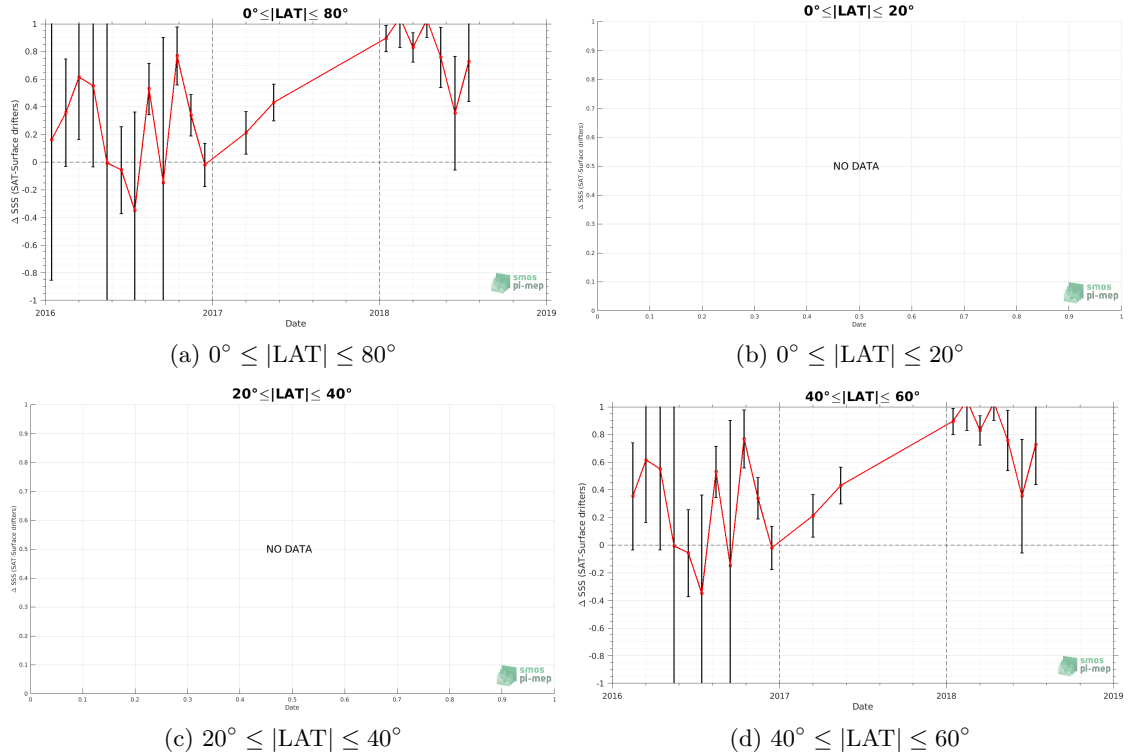 0°≤|LAT|≤ 80°
1
0.8
0.6
0.4
0.2
0
-0.2
-0.4
-0.6
-0.8
-1
Δ SSS (SAT-Surface drifters)
2016
2017
2018
2019
Date
smos
pi-mep
(a) 0° ≤ |LAT| ≤ 80°
0°≤|LAT|≤ 20°
1
0.9
0.8
0.7
0.6
0.5
0.4
0.3
0.2
0.1
0
Δ SSS (SAT-Surface drifters)
NO DATA
0 0.1 0.2 0.3 0.4 0.5 0.6 0.7 0.8 0.9 1
Date
smos
pi-mep
(b) 0° ≤ |LAT| ≤ 20°
20°≤|LAT|≤ 40°
1
0.9
0.8
0.7
0.6
0.5
0.4
0.3
0.2
0.1
0
Δ SSS (SAT-Surface drifters)
NO DATA
0 0.1 0.2 0.3 0.4 0.5 0.6 0.7 0.8 0.9 1
Date
smos
pi-mep
(c) 20° ≤ |LAT| ≤ 40°
40°≤|LAT|≤ 60°
1
0.8
0.6
0.4
0.2
0
-0.2
-0.4
-0.6
-0.8
-1
Δ SSS (SAT-Surface drifters)
2016
2017
2018
2019
Date
smos
pi-mep
(d) 40° ≤ |LAT| ≤ 60°